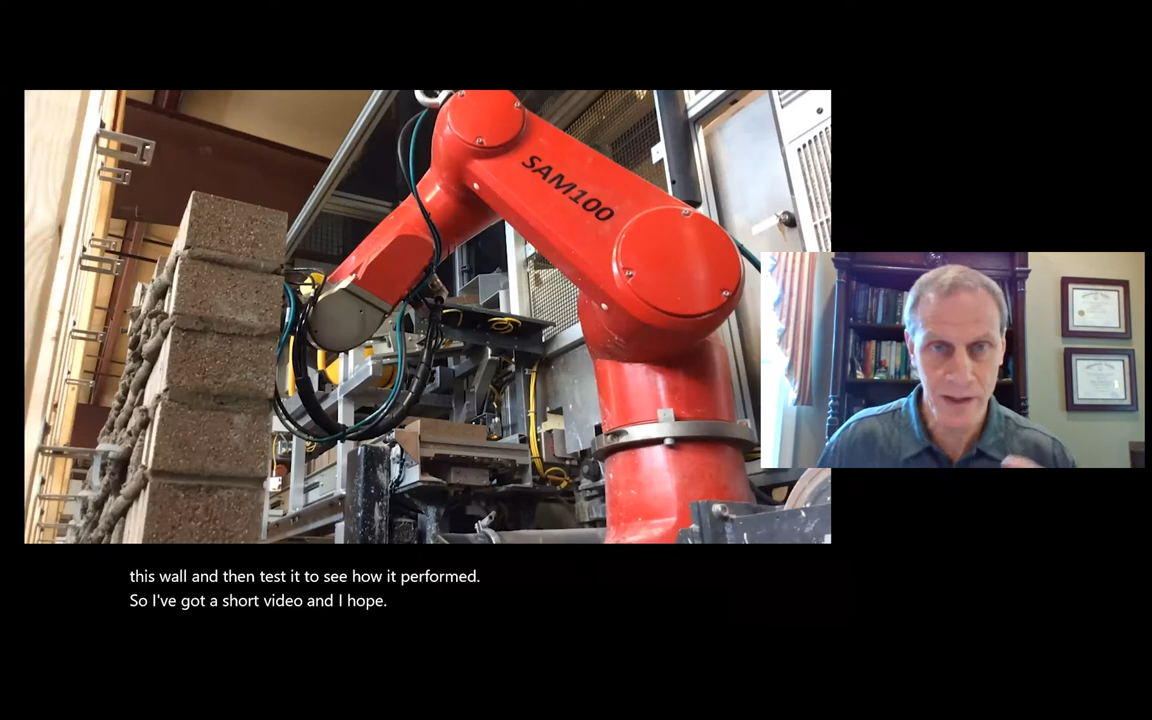 SAM100
this wall and then test it to see how it performed.
So I've got a short video and I hope.